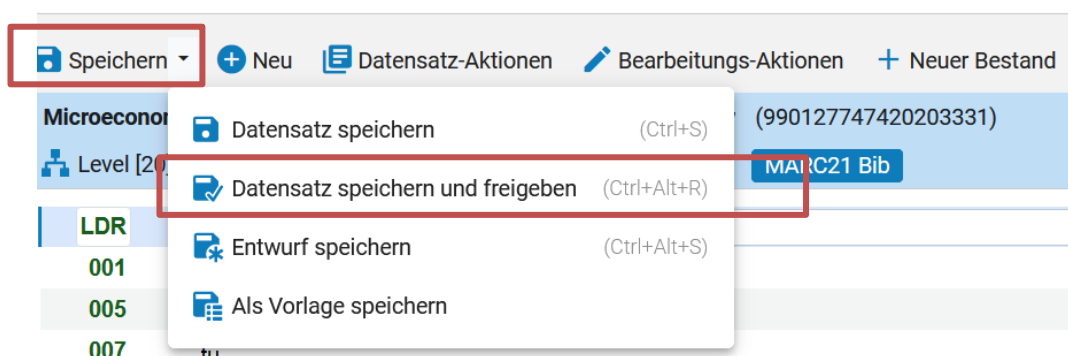 Speichern Neu Datensatz-Aktionen Bearbeitungs-Aktionen Neuer Bestand
(990127747420203331)
Datensatz speichern (Ctrl+S)
Level [20] MARC21 Bib
Datensatz speichern und freigeben (Ctrl+Alt+R)
LDR
Entwurf speichern (Ctrl+Alt+S)
001
Als Vorlage speichern
005
007